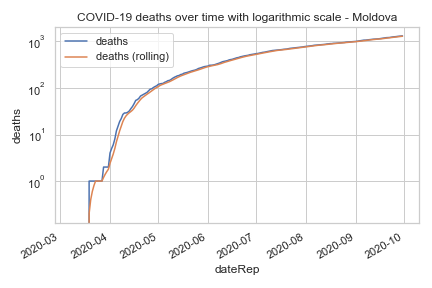 COVID-19 deaths over time with logarithmic scale - Moldova
deaths
deaths (rolling)
10³
10²
10¹
10⁰
deaths
2020-03
2020-04
2020-05
2020-06
2020-07
2020-08
2020-09
2020-10
dateRep